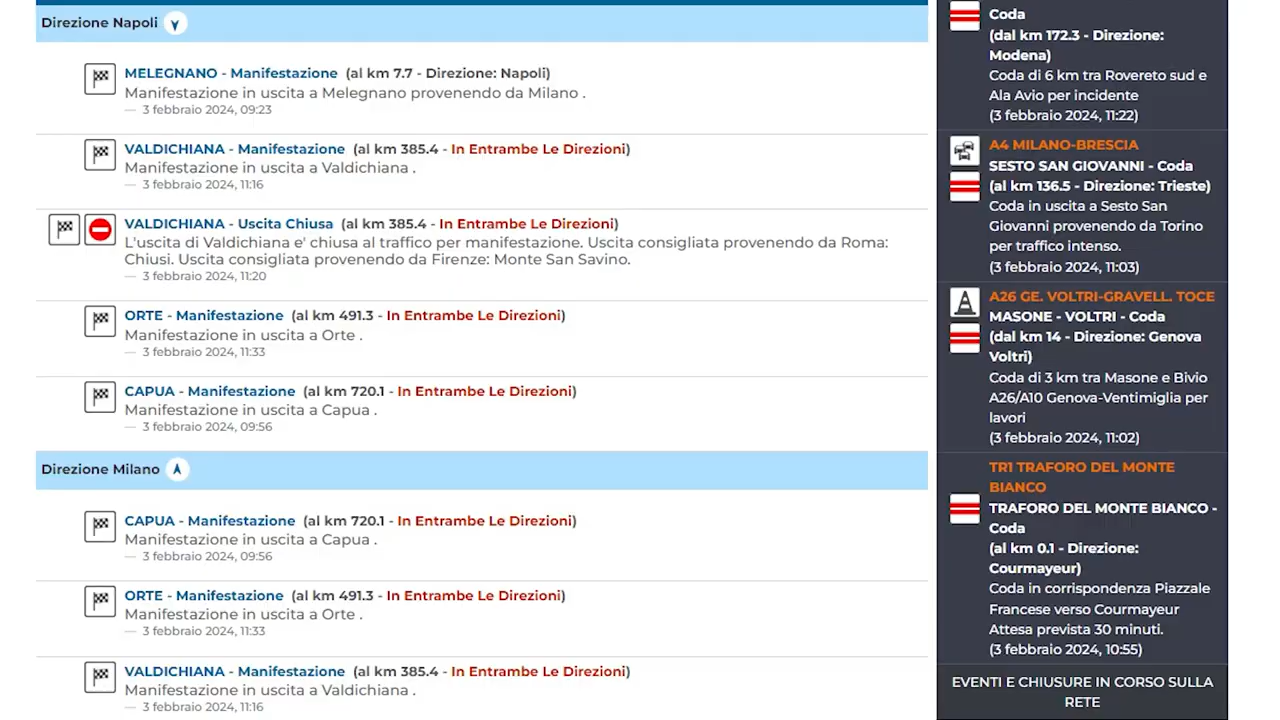 Direzione Napoli
MELEGNANO - Manifestazione (al km 7.7 - Direzione: Napoli)
Manifestazione in uscita a Melegnano provenendo da Milano .
— 3 febbraio 2024, 09:23
VALDICHIANA - Manifestazione (al km 385.4 - In Entrambe Le Direzioni)
Manifestazione in uscita a Valdichiana .
— 3 febbraio 2024, 11:16
VALDICHIANA - Uscita Chiusa (al km 385.4 - In Entrambe Le Direzioni)
L'uscita di Valdichiana e' chiusa al traffico per manifestazione. Uscita consigliata provenendo da Roma:
Chiusi. Uscita consigliata provenendo da Firenze: Monte San Savino.
— 3 febbraio 2024, 11:20
ORTE - Manifestazione (al km 491.3 - In Entrambe Le Direzioni)
Manifestazione in uscita a Orte .
— 3 febbraio 2024, 11:33
CAPUA - Manifestazione (al km 720.1 - In Entrambe Le Direzioni)
Manifestazione in uscita a Capua .
— 3 febbraio 2024, 09:56
Direzione Milano
CAPUA - Manifestazione (al km 720.1 - In Entrambe Le Direzioni)
Manifestazione in uscita a Capua .
— 3 febbraio 2024, 09:56
ORTE - Manifestazione (al km 491.3 - In Entrambe Le Direzioni)
Manifestazione in uscita a Orte .
— 3 febbraio 2024, 11:33
VALDICHIANA - Manifestazione (al km 385.4 - In Entrambe Le Direzioni)
Manifestazione in uscita a Valdichiana .
— 3 febbraio 2024, 11:16
Coda
(dal km 172.3 - Direzione:
Modena)
Coda di 6 km tra Rovereto sud e
Ala Avio per incidente
(3 febbraio 2024, 11:22)
A4 MILANO-BRESCIA
SESTO SAN GIOVANNI - Coda
(al km 136.5 - Direzione: Trieste)
Coda in uscita a Sesto San
Giovanni provenendo da Torino
per traffico intenso.
(3 febbraio 2024, 11:03)
A26 GE. VOLTRI-GRAVELL. TOCE
MASONE - VOLTRI - Coda
(dal km 14 - Direzione: Genova
Voltri)
Coda di 3 km tra Masone e Bivio
A26/A10 Genova-Ventimiglia per
lavori
(3 febbraio 2024, 11:02)
TR1 TRAFORO DEL MONTE
BIANCO
TRAFORO DEL MONTE BIANCO -
Coda
(al km 0.1 - Direzione:
Courmayeur)
Coda in corrispondenza Piazzale
Francese verso Courmayeur
Attesa prevista 30 minuti.
(3 febbraio 2024, 10:55)
EVENTI E CHIUSURE IN CORSO SULLA
RETE